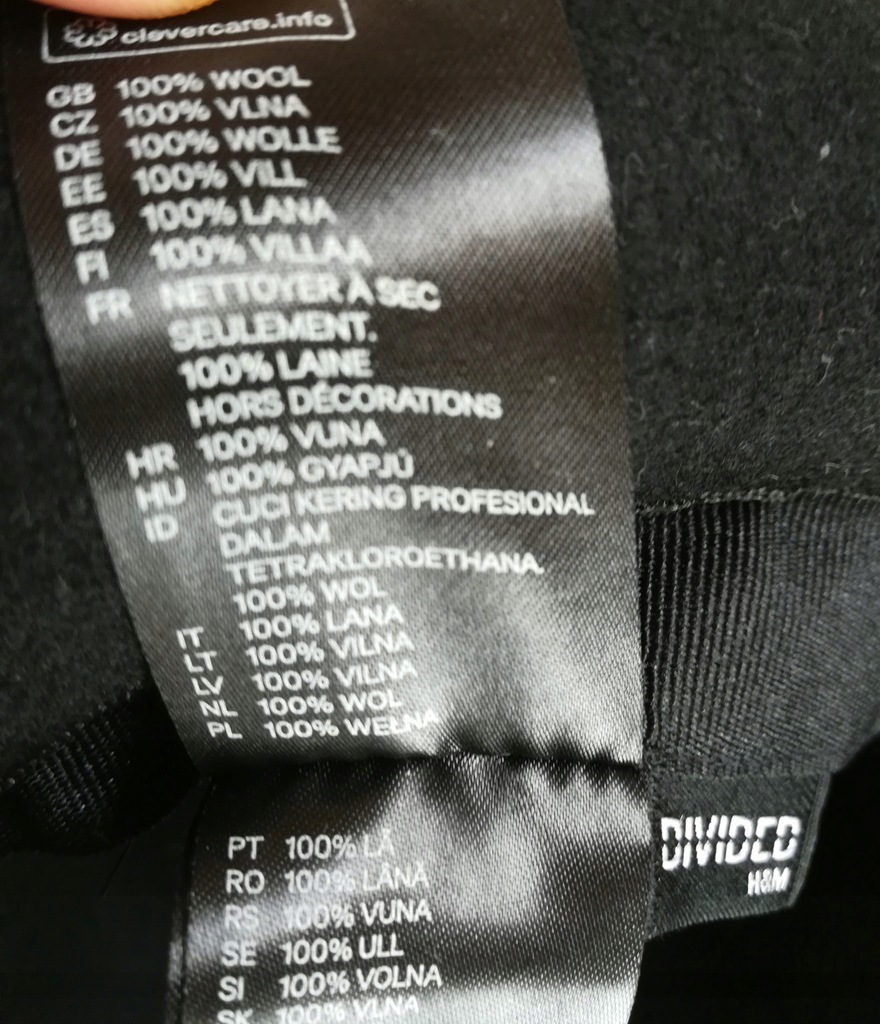 clevercare.info
GB 100% WOOL
CZ 100% VLNA
DE 100% WOLLE
EE 100% VILL
ES 100% LANA
FI 100% VILLAA
FR NETTOYER À SEC
SEULEMENT.
100% LAINE
HORS DÉCORATIONS
HR 100% VUNA
HU 100% GYAPJÚ
ID CUCI KERING PROFESIONAL
DALAM
TETRAKLOROETHANA.
100% WOL
IT 100% LANA
LT 100% VILNA
LV 100% VILNA
NL 100% WOL
PL 100% WEŁNA
PT 100% LÃ
RO 100% LÂNĂ
RS 100% VUNA
SE 100% ULL
SI 100% VOLNA
SK 100% VLNA
DIVIDED
H&M